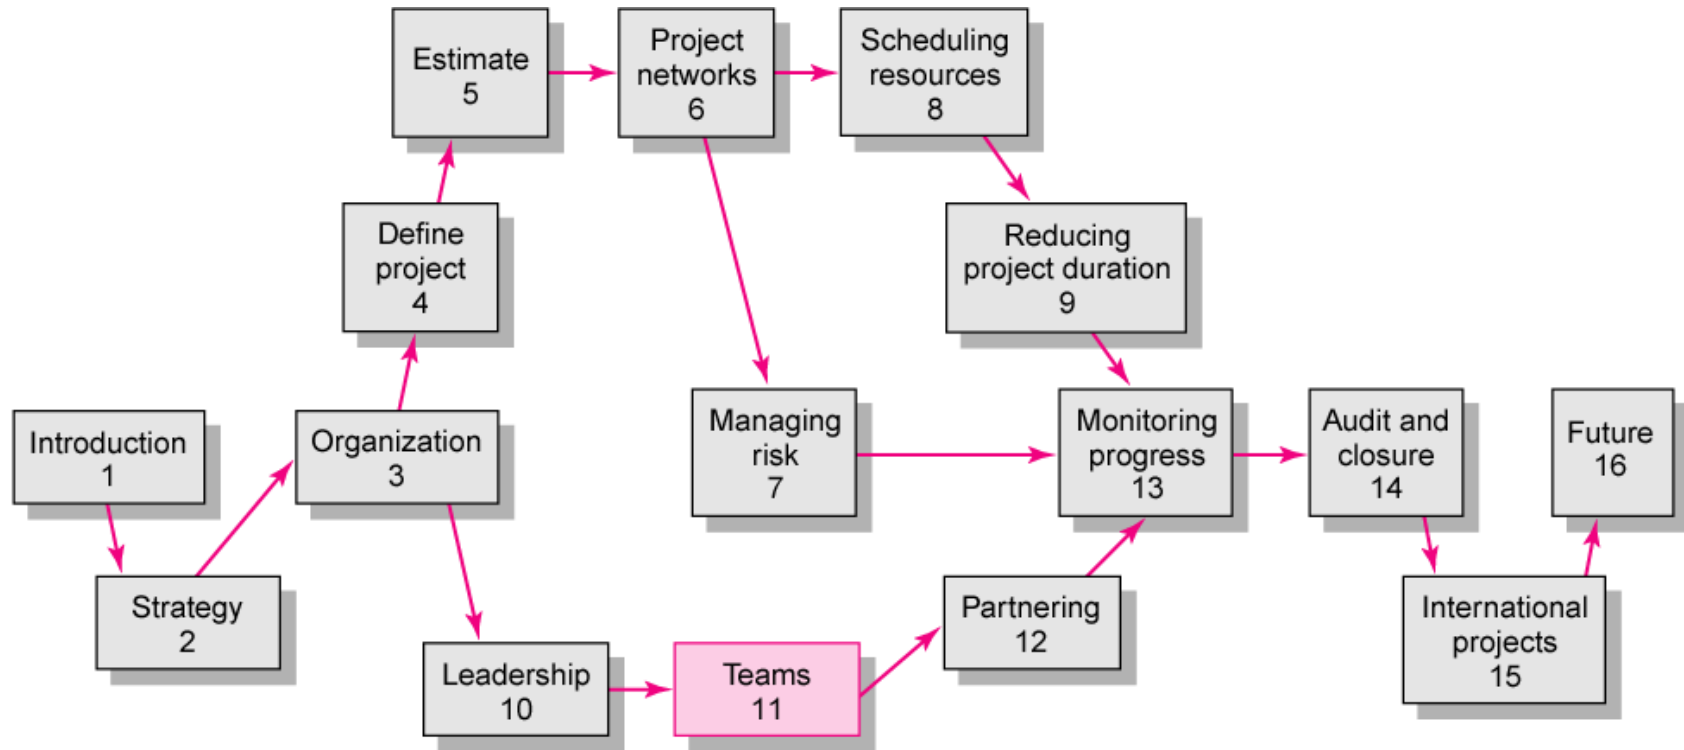 Estimate
5
Project
networks
6
Scheduling
resources
8
Define
project
4
Reducing
project duration
9
Introduction
1
Organization
3
Managing
risk
7
Monitoring
progress
13
Audit and
closure
14
Future
16
Strategy
2
Leadership
10
Teams
11
Partnering
12
International
projects
15